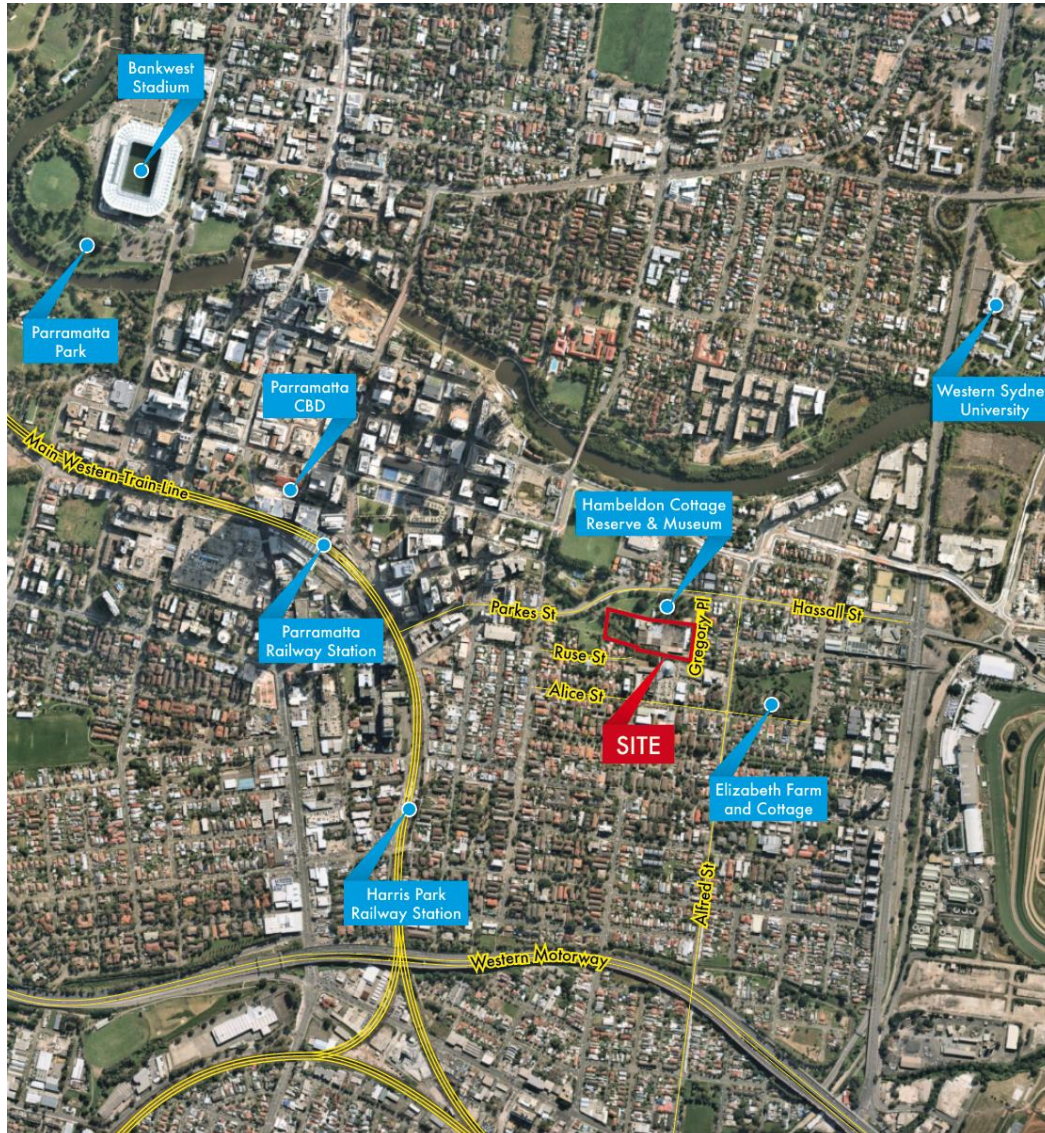 Bankwest
Stadium
Parramatta
Park
Parramatta
CBD
Western Sydne
University
Main-Western-Train-Line
Hambeldon Cottage
Reserve & Museum
Parkes St
Hassall St
Gregory Pl
Parramatta
Railway Station
Ruse St
Alice St
SITE
Elizabeth Farm
and Cottage
Alfred St
Harris Park
Railway Station
Western Motorway